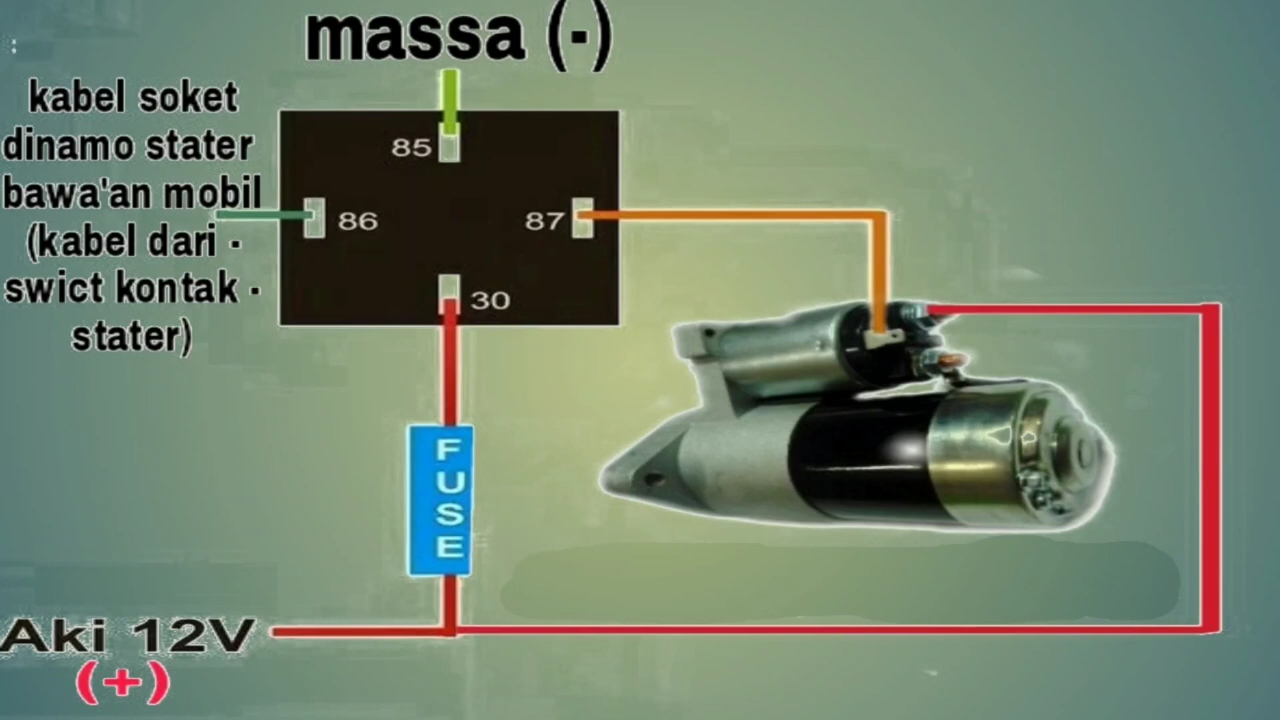 massa (-)
kabel soket
dinamo stater
bawa'an mobil
(kabel dari -
swict kontak -
stater)
85
86
87
30
F
U
S
E
Aki 12V
(+)